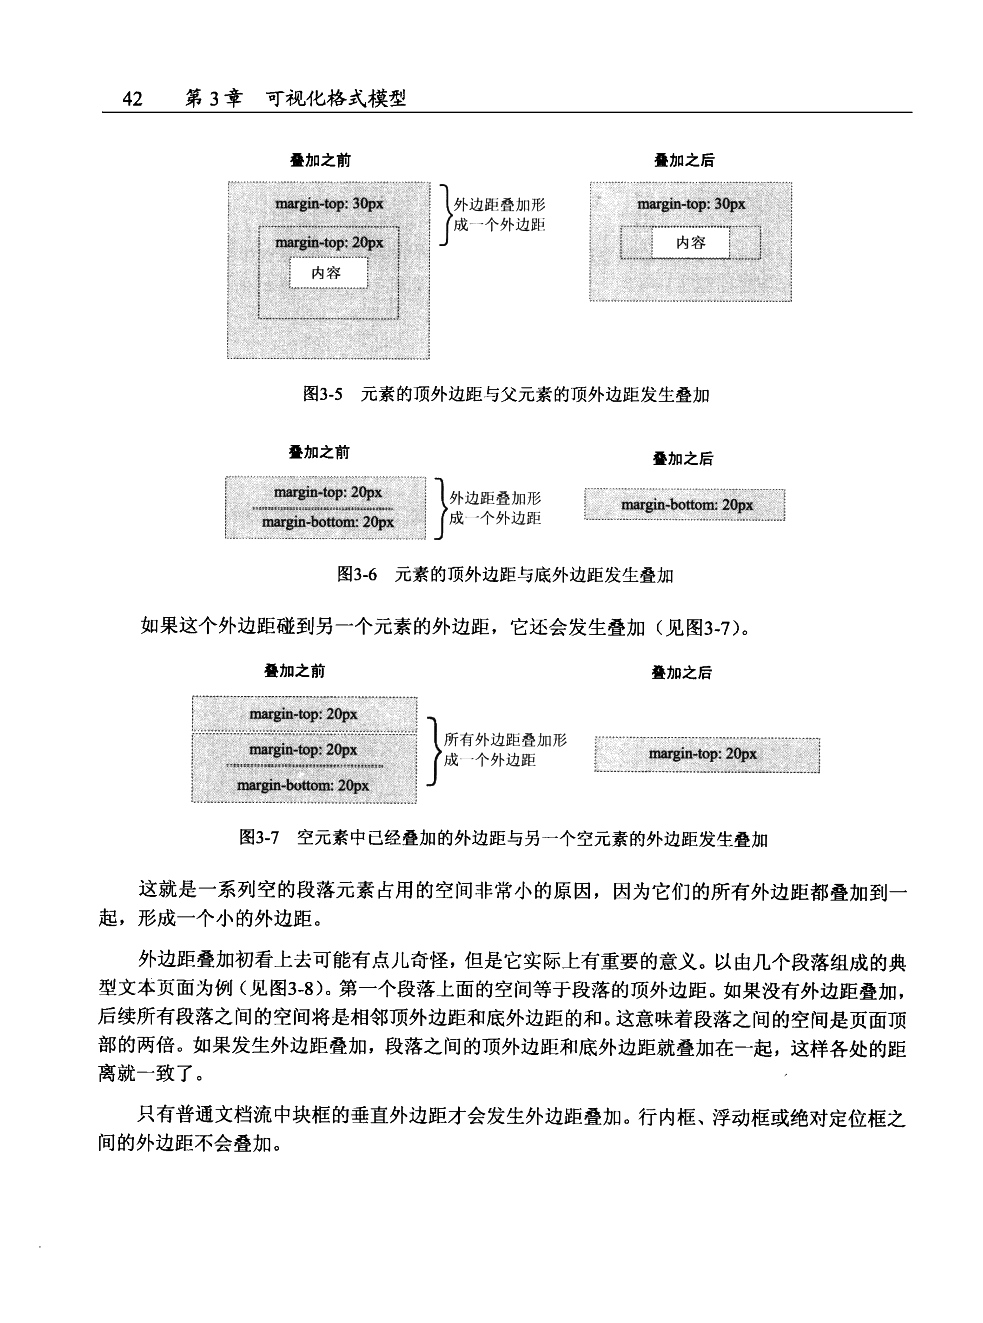 42 第3章 可视化格式模型
叠加之前
叠加之后
margin-top: 30px
margin-top: 20px
内容
外边距叠加形
成一个外边距
margin-top: 30px
内容
图3-5 元素的顶外边距与父元素的顶外边距发生叠加
叠加之前
叠加之后
margin-top: 20px
margin-bottom: 20px
外边距叠加形
成一个外边距
margin-bottom: 20px
图3-6 元素的顶外边距与底外边距发生叠加
如果这个外边距碰到另一个元素的外边距，它还会发生叠加（见图3-7）。
叠加之前
叠加之后
margin-top: 20px
margin-top: 20px
margin-bottom: 20px
所有外边距叠加形
成一个外边距
margin-top: 20px
图3-7 空元素中已经叠加的外边距与另一个空元素的外边距发生叠加
这就是一系列空的段落元素占用的空间非常小的原因，因为它们的所有外边距都叠加到一
起，形成一个小的外边距。
外边距叠加初看上去可能有点儿奇怪，但是它实际上有重要的意义。以由几个段落组成的典
型文本页面为例（见图3-8）。第一个段落上面的空间等于段落的顶外边距。如果没有外边距叠加，
后续所有段落之间的空间将是相邻顶外边距和底外边距的和。这意味着段落之间的空间是页面顶
部的两倍。如果发生外边距叠加，段落之间的顶外边距和底外边距就叠加在一起，这样各处的距
离就一致了。
只有普通文档流中块框的垂直外边距才会发生外边距叠加。行内框、浮动框或绝对定位框之
间的外边距不会叠加。